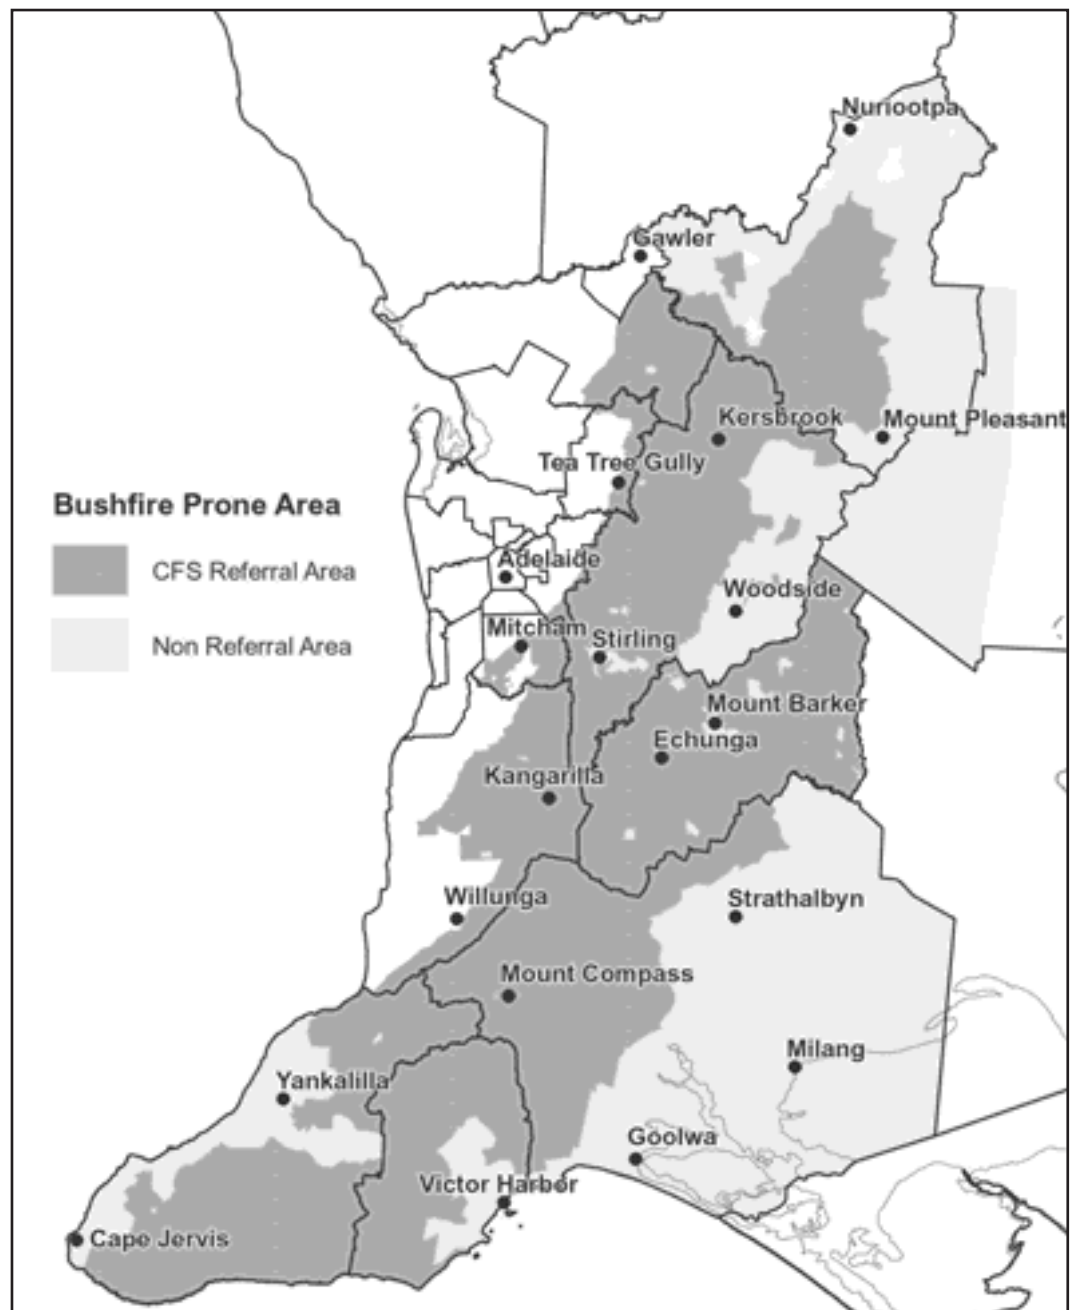 Nuriootpa
Gawler
Kersbrook
Mount Pleasant
Tea Tree Gully
Bushfire Prone Area
CFS Referral Area
Non Referral Area
Adelaide
Woodside
Mitcham
Stirling
Mount Barker
Echunga
Kangarilla
Willunga
Strathalbyn
Mount Compass
Milang
Yankalilla
Goolwa
Victor Harbor
Cape Jervis